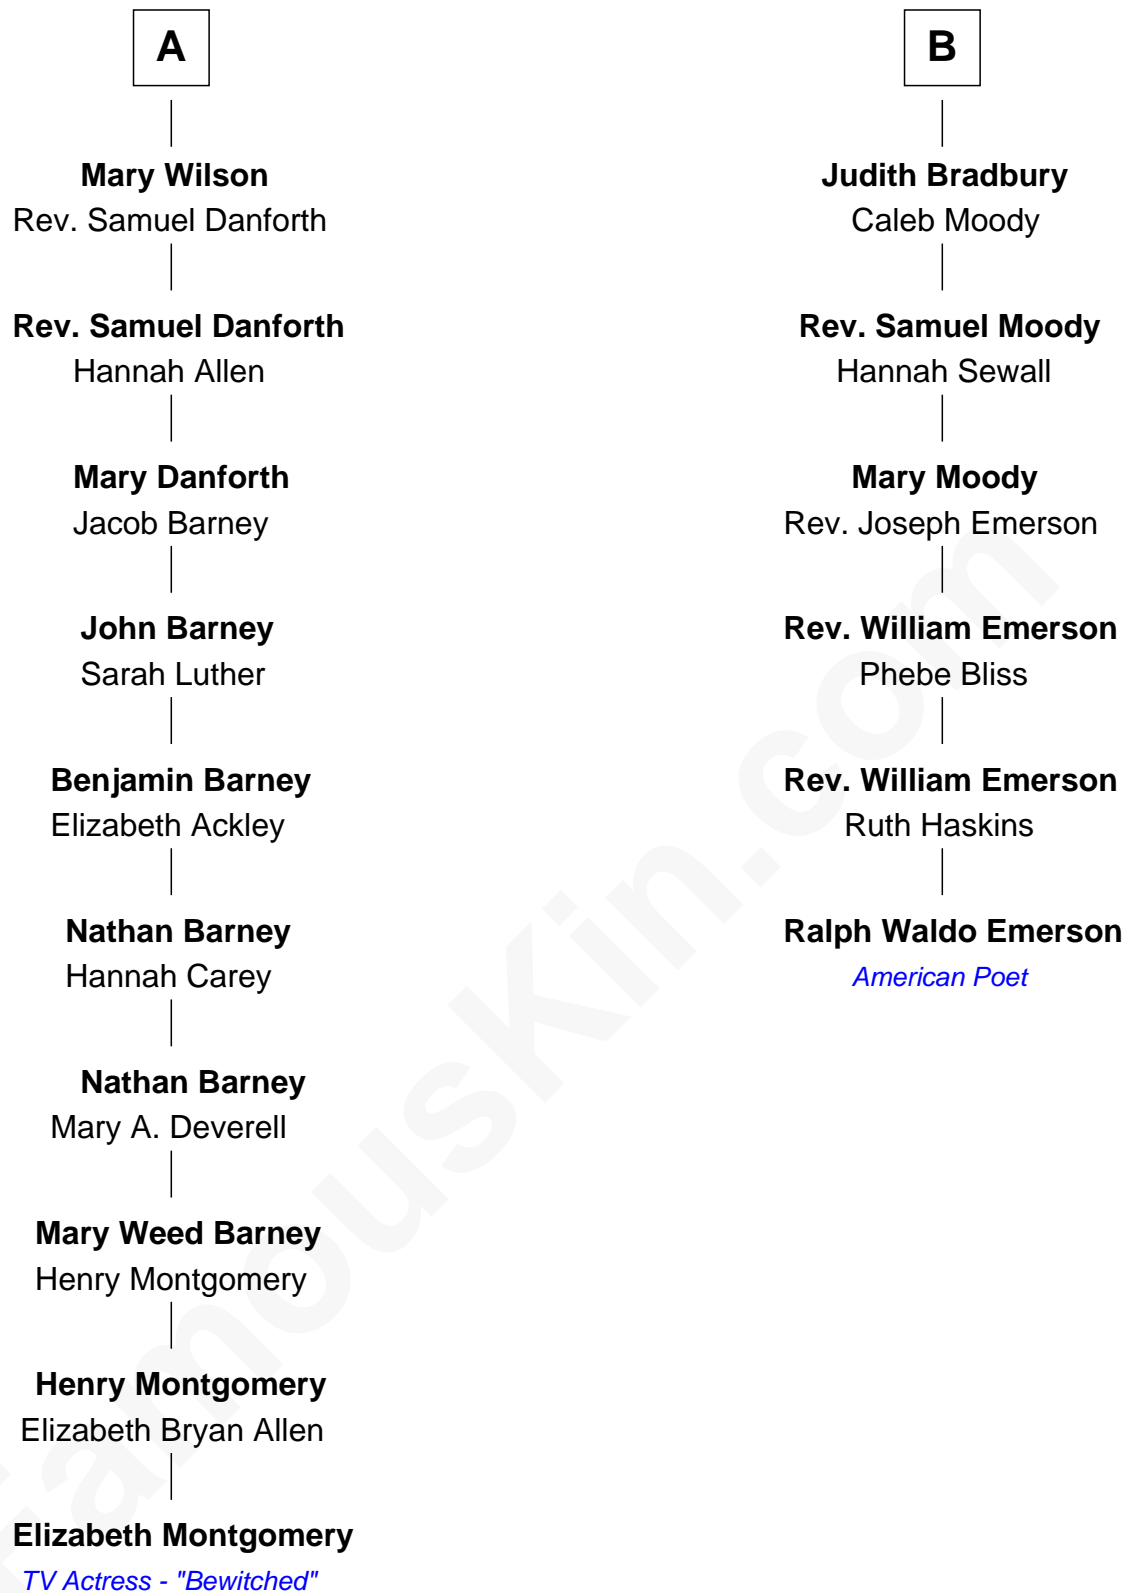 A
Mary Wilson
Rev. Samuel Danforth
Rev. Samuel Danforth
Hannah Allen
Mary Danforth
Jacob Barney
John Barney
Sarah Luther
Benjamin Barney
Elizabeth Ackley
Nathan Barney
Hannah Carey
Nathan Barney
Mary A. Deverell
Mary Weed Barney
Henry Montgomery
Henry Montgomery
Elizabeth Bryan Allen
Elizabeth Montgomery
TV Actress - "Bewitched"
B
Judith Bradbury
Caleb Moody
Rev. Samuel Moody
Hannah Sewall
Mary Moody
Rev. Joseph Emerson
Rev. William Emerson
Phebe Bliss
Rev. William Emerson
Ruth Haskins
Ralph Waldo Emerson
American Poet
FamousKin.com